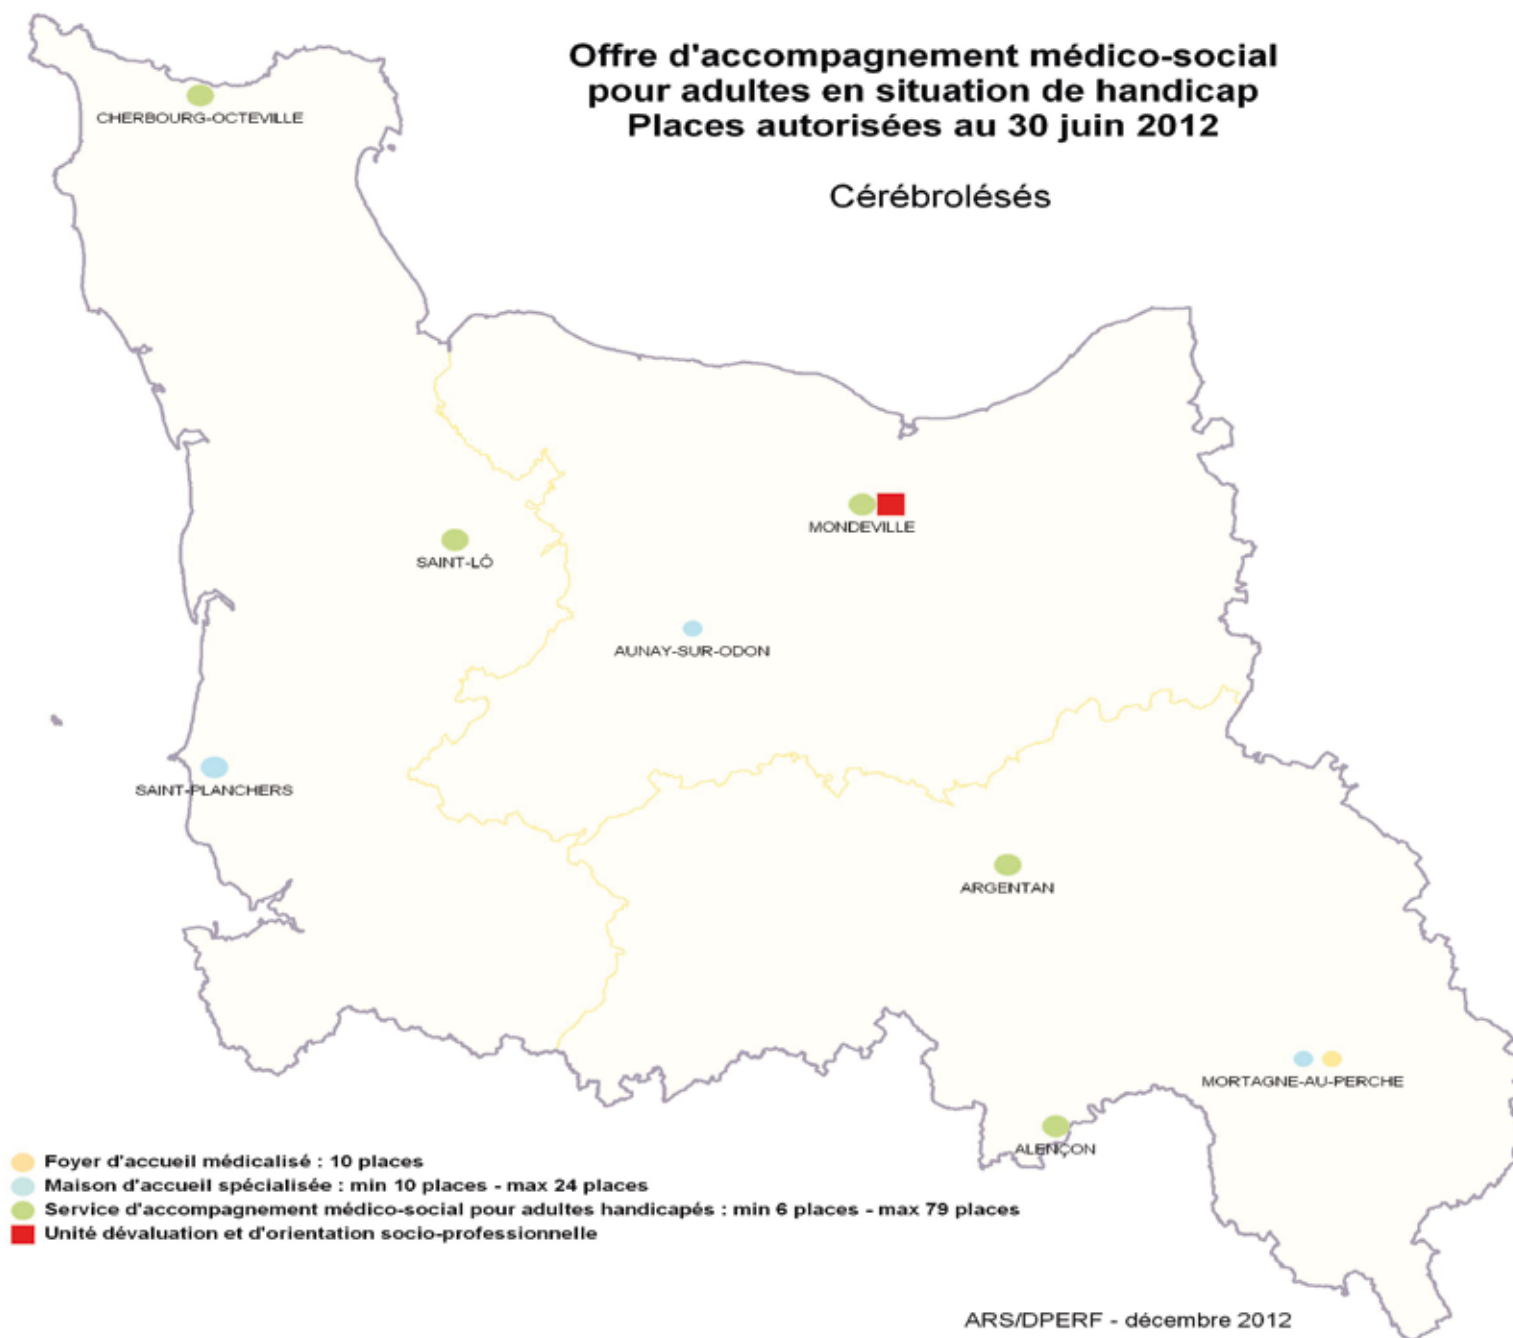 Offre d'accompagnement médico-social
pour adultes en situation de handicap
Places autorisées au 30 juin 2012
Cérébrolésés
CHERBOURG-OCTEVILLE
MONDEVILLE
SAINT-LÔ
AUNAY-SUR-ODON
SAINT-PLANCHERS
ARGENTAN
MORTAGNE-AU-PERCHE
ALENÇON
Foyer d'accueil médicalisé : 10 places
Maison d'accueil spécialisée : min 10 places - max 24 places
Service d'accompagnement médico-social pour adultes handicapés : min 6 places - max 79 places
Unité dévaluation et d'orientation socio-professionnelle
ARS/DPERF - décembre 2012